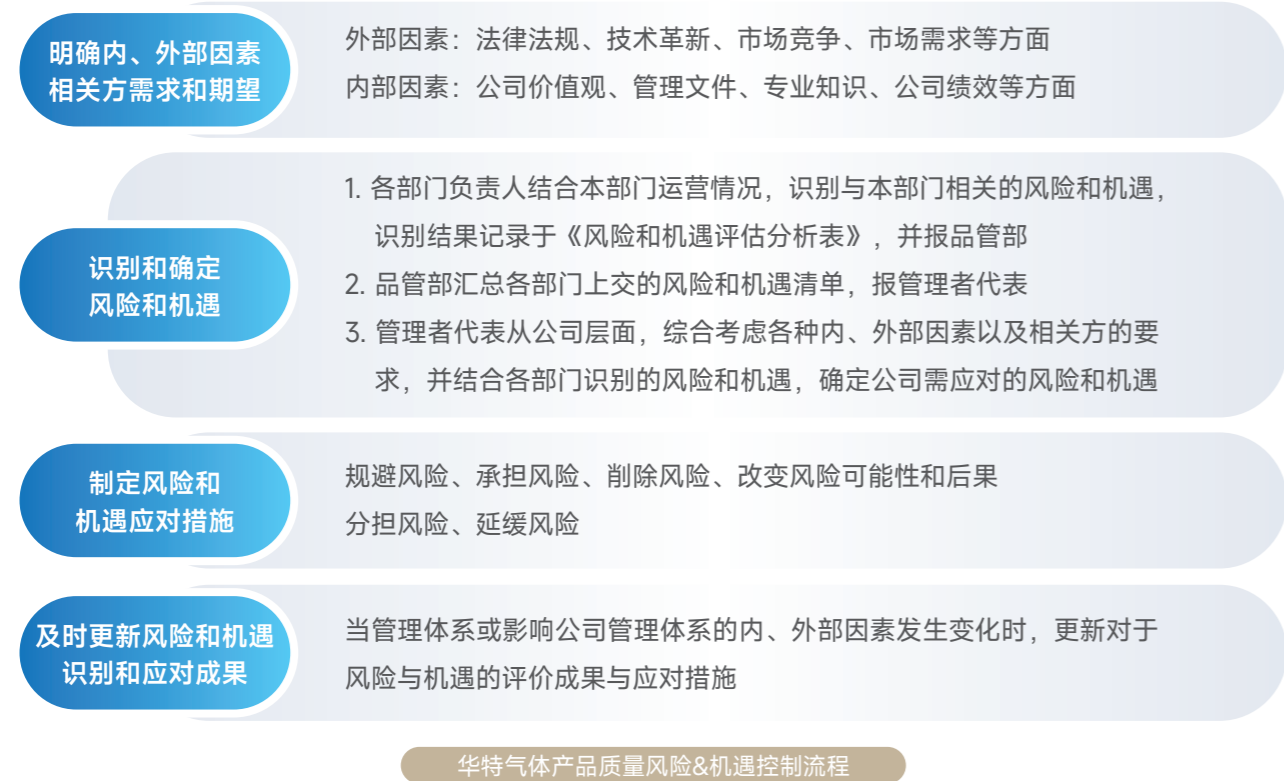 明确内、外部因素
相关方需求和期望
外部因素：法律法规、技术革新、市场竞争、市场需求等方面
内部因素：公司价值观、管理文件、专业知识、公司绩效等方面
识别和确定
风险和机遇
1. 各部门负责人结合本部门运营情况，识别与本部门相关的风险和机遇，
识别结果记录于《风险和机遇评估分析表》，并报品管部
2. 品管部汇总各部门上交的风险和机遇清单，报管理者代表
3. 管理者代表从公司层面，综合考虑各种内、外部因素以及相关方的要
求，并结合各部门识别的风险和机遇，确定公司需应对的风险和机遇
制定风险和
机遇应对措施
规避风险、承担风险、削除风险、改变风险可能性和后果
分担风险、延缓风险
及时更新风险和机遇
识别和应对成果
当管理体系或影响公司管理体系的内、外部因素发生变化时，更新对于
风险与机遇的评价成果与应对措施
华特气体产品质量风险&机遇控制流程